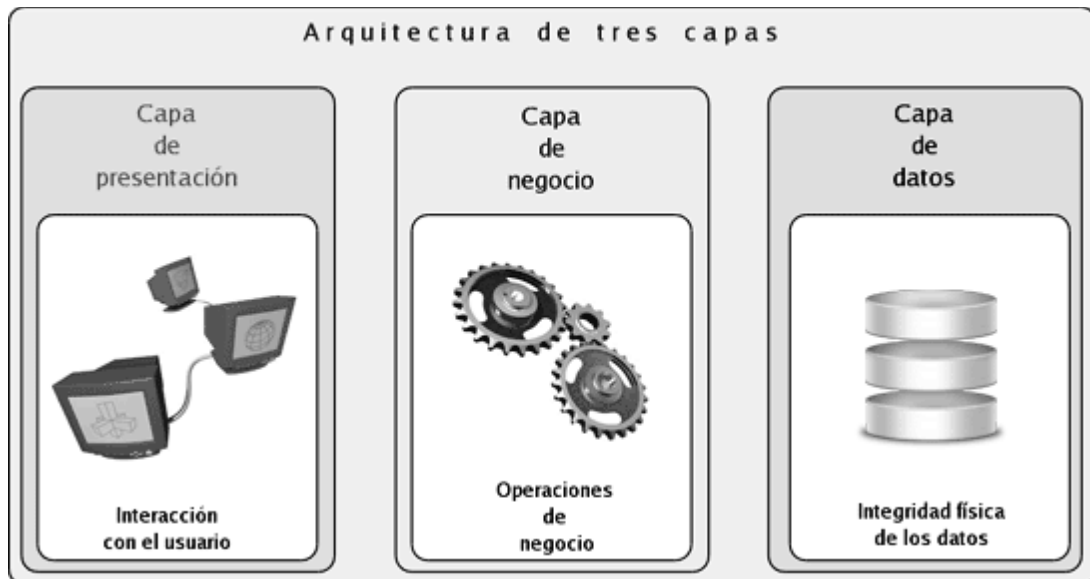 Arquitectura de tres capas
Capa
de
presentación
Interacción
con el usuario
Capa
de
negocio
Operaciones
de
negocio
Capa
de
datos
Integridad física
de los datos